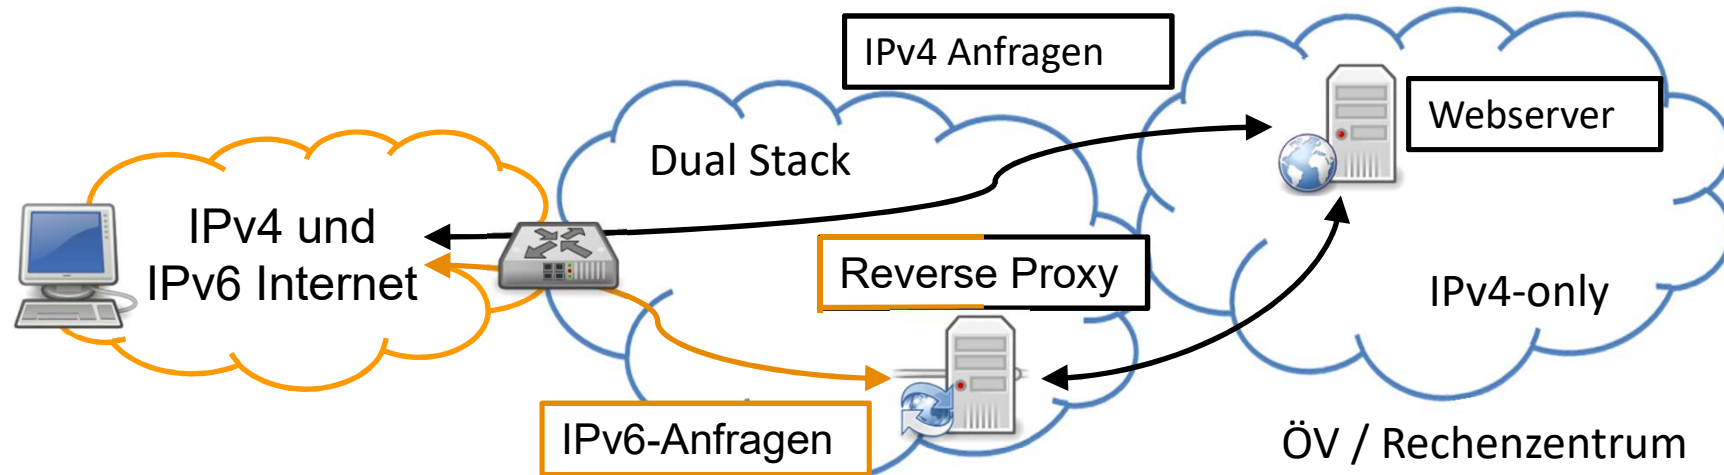 IPv4 Anfragen
Webserver
Dual Stack
IPv4 und
IPv6 Internet
Reverse Proxy
IPv4-only
IPv6-Anfragen
ÖV / Rechenzentrum